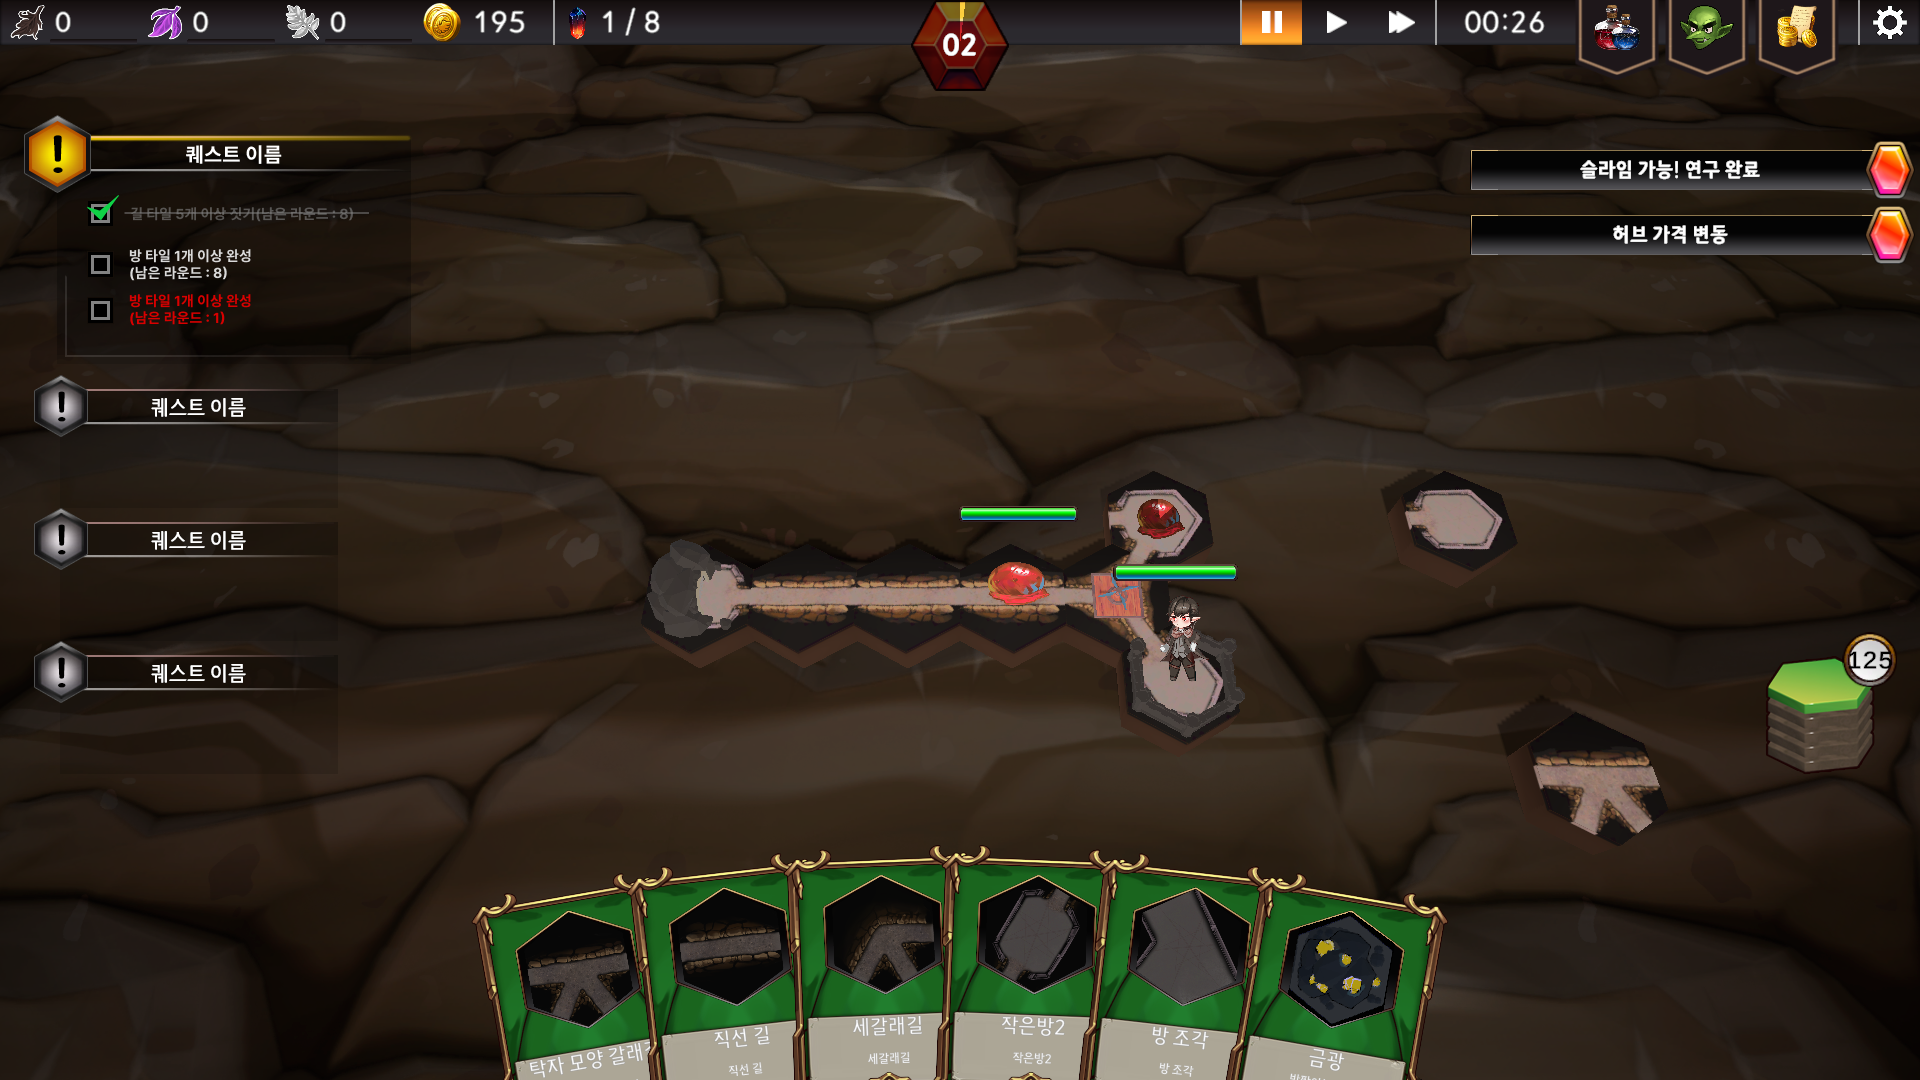 0
0
0
195
1 / 8
02
00:26
퀘스트 이름
길 타일 5개 이상 짓기(남은 라운드 : 8)
방 타일 1개 이상 완성
(남은 라운드 : 8)
방 타일 1개 이상 완성
(남은 라운드 : 1)
퀘스트 이름
퀘스트 이름
퀘스트 이름
슬라임 가능! 연구 완료
허브 가격 변동
125
탁자 모양 갈래
직선 길
직선 길
세갈래길
세갈래길
작은방2
작은방2
방 조각
방 조각
금광